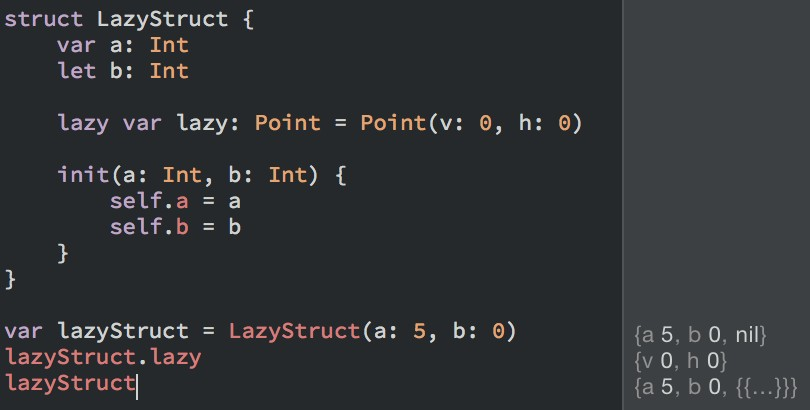 struct LazyStruct {
    var a: Int
    let b: Int

    lazy var lazy: Point = Point(v: 0, h: 0)

    init(a: Int, b: Int) {
        self.a = a
        self.b = b
    }
}

var lazyStruct = LazyStruct(a: 5, b: 0)
{a 5, b 0, nil}
lazyStruct.lazy
{v 0, h 0}
lazyStruct
{a 5, b 0, {{...}}}